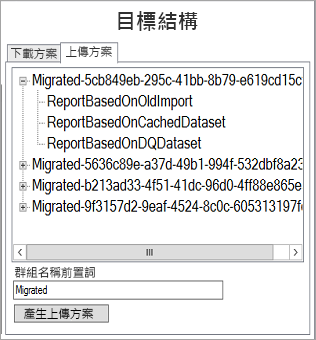 目標結構
下載方案 上傳方案
Migrated-5cb849eb-295c-41bb-8b79-e619cd15c
ReportBasedOnOldImport
ReportBasedOnCachedDataset
ReportBasedOnDQDataset
Migrated-5636c89e-a37d-49b1-994f-532dbf8a23
Migrated-b213ad33-4f51-41dc-96d0-4ff88e865e
Migrated-9f3157d2-9eaf-4524-8c0c-605313197fe
群組名稱前置詞
Migrated
產生上傳方案